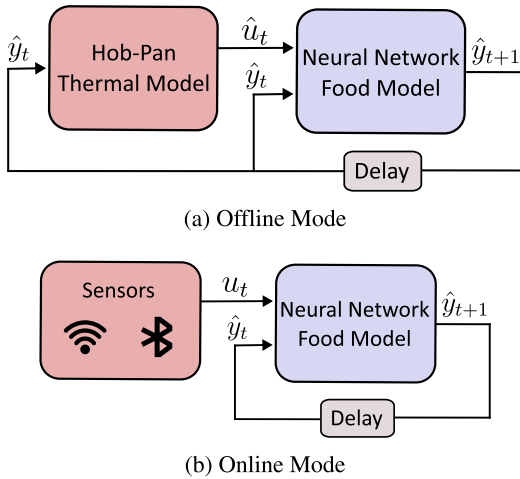 ŷ_t
Hob-Pan
Thermal Model
û_t
ŷ_t
Neural Network
Food Model
ŷ_{t+1}
Delay
(a) Offline Mode
Sensors
u_t
ŷ_t
Neural Network
Food Model
ŷ_{t+1}
Delay
(b) Online Mode